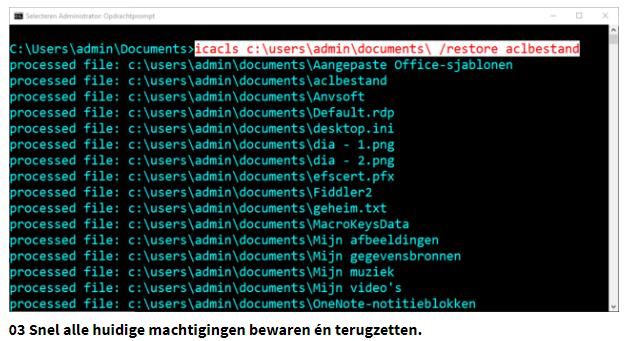 Selecteren Administrator: Opdrachtprompt
C:\Users\admin\Documents>icacls c:\users\admin\documents\ /restore aclbestand
processed file: c:\users\admin\documents\Aangepaste Office-sjablonen
processed file: c:\users\admin\documents\aclbestand
processed file: c:\users\admin\documents\Anvsoft
processed file: c:\users\admin\documents\Default.rdp
processed file: c:\users\admin\documents\desktop.ini
processed file: c:\users\admin\documents\dia - 1.png
processed file: c:\users\admin\documents\dia - 2.png
processed file: c:\users\admin\documents\efscert.pfx
processed file: c:\users\admin\documents\Fiddler2
processed file: c:\users\admin\documents\geheim.txt
processed file: c:\users\admin\documents\MacroKeysData
processed file: c:\users\admin\documents\Mijn afbeeldingen
processed file: c:\users\admin\documents\Mijn gegevensbronnen
processed file: c:\users\admin\documents\Mijn muziek
processed file: c:\users\admin\documents\Mijn video's
processed file: c:\users\admin\documents\OneNote-notitieblokken
03 Snel alle huidige machtigingen bewaren én terugzetten.